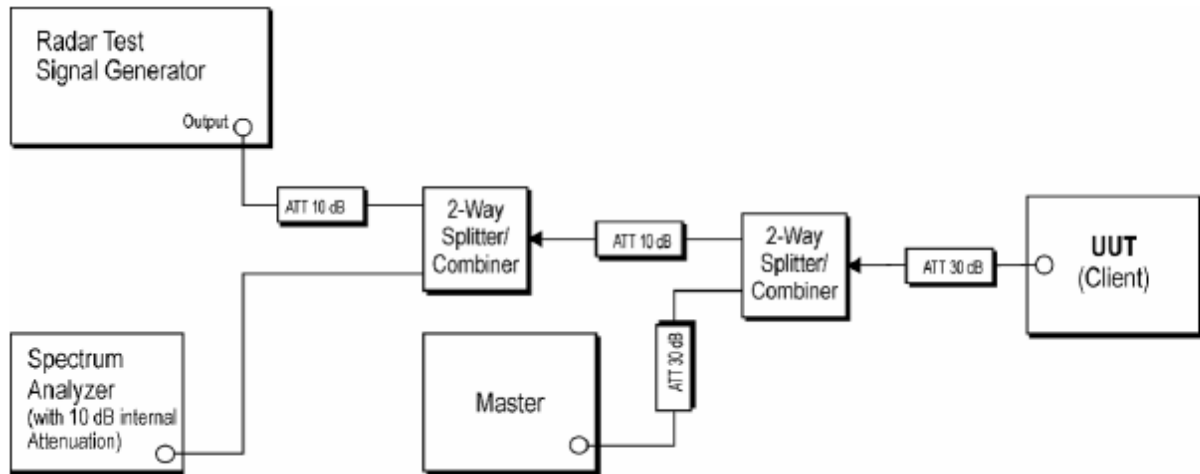 Radar Test
Signal Generator
Output
ATT 10 dB
2-Way
Splitter/
Combiner
ATT 10 dB
2-Way
Splitter/
Combiner
ATT 30 dB
UUT
(Client)
Spectrum
Analyzer
(with 10 dB internal
Attenuation)
Master
ATT 30 dB